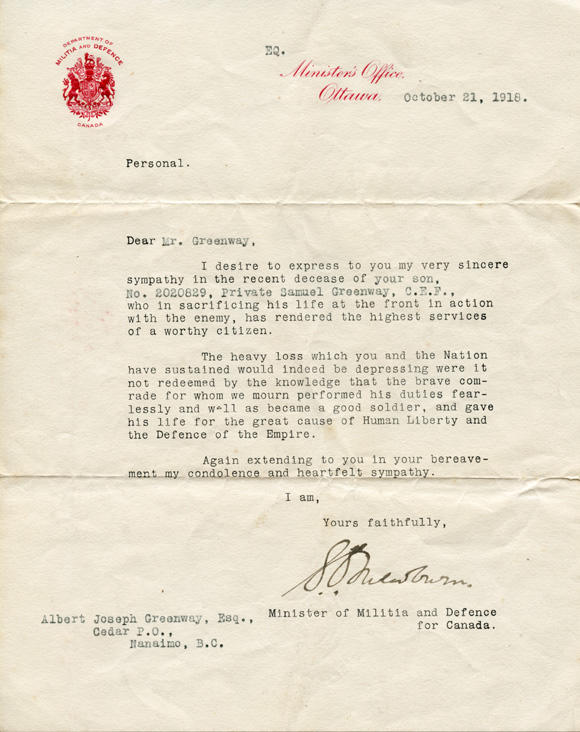 DEPARTMENT OF
MILITIA AND DEFENCE
CANADA
EQ.
Minister's Office,
Ottawa, October 21, 1918.
Personal.
Dear Mr. Greenway,
I desire to express to you my very sincere
sympathy in the recent decease of your son,
No. 2020829, Private Samuel Greenway, C.E.F.,
who in sacrificing his life at the front in action
with the enemy, has rendered the highest services
of a worthy citizen.
The heavy loss which you and the Nation
have sustained would indeed be depressing were it
not redeemed by the knowledge that the brave com-
rade for whom we mourn performed his duties fear-
lessly and well as became a good soldier, and gave
his life for the great cause of Human Liberty and
the Defence of the Empire.
Again extending to you in your bereave-
ment my condolence and heartfelt sympathy.
I am,
Yours faithfully,
S.C. Mewburn.
Minister of Militia and Defence
for Canada.
Albert Joseph Greenway, Esq.,
Cedar P.O.,
Nanaimo, B.C.